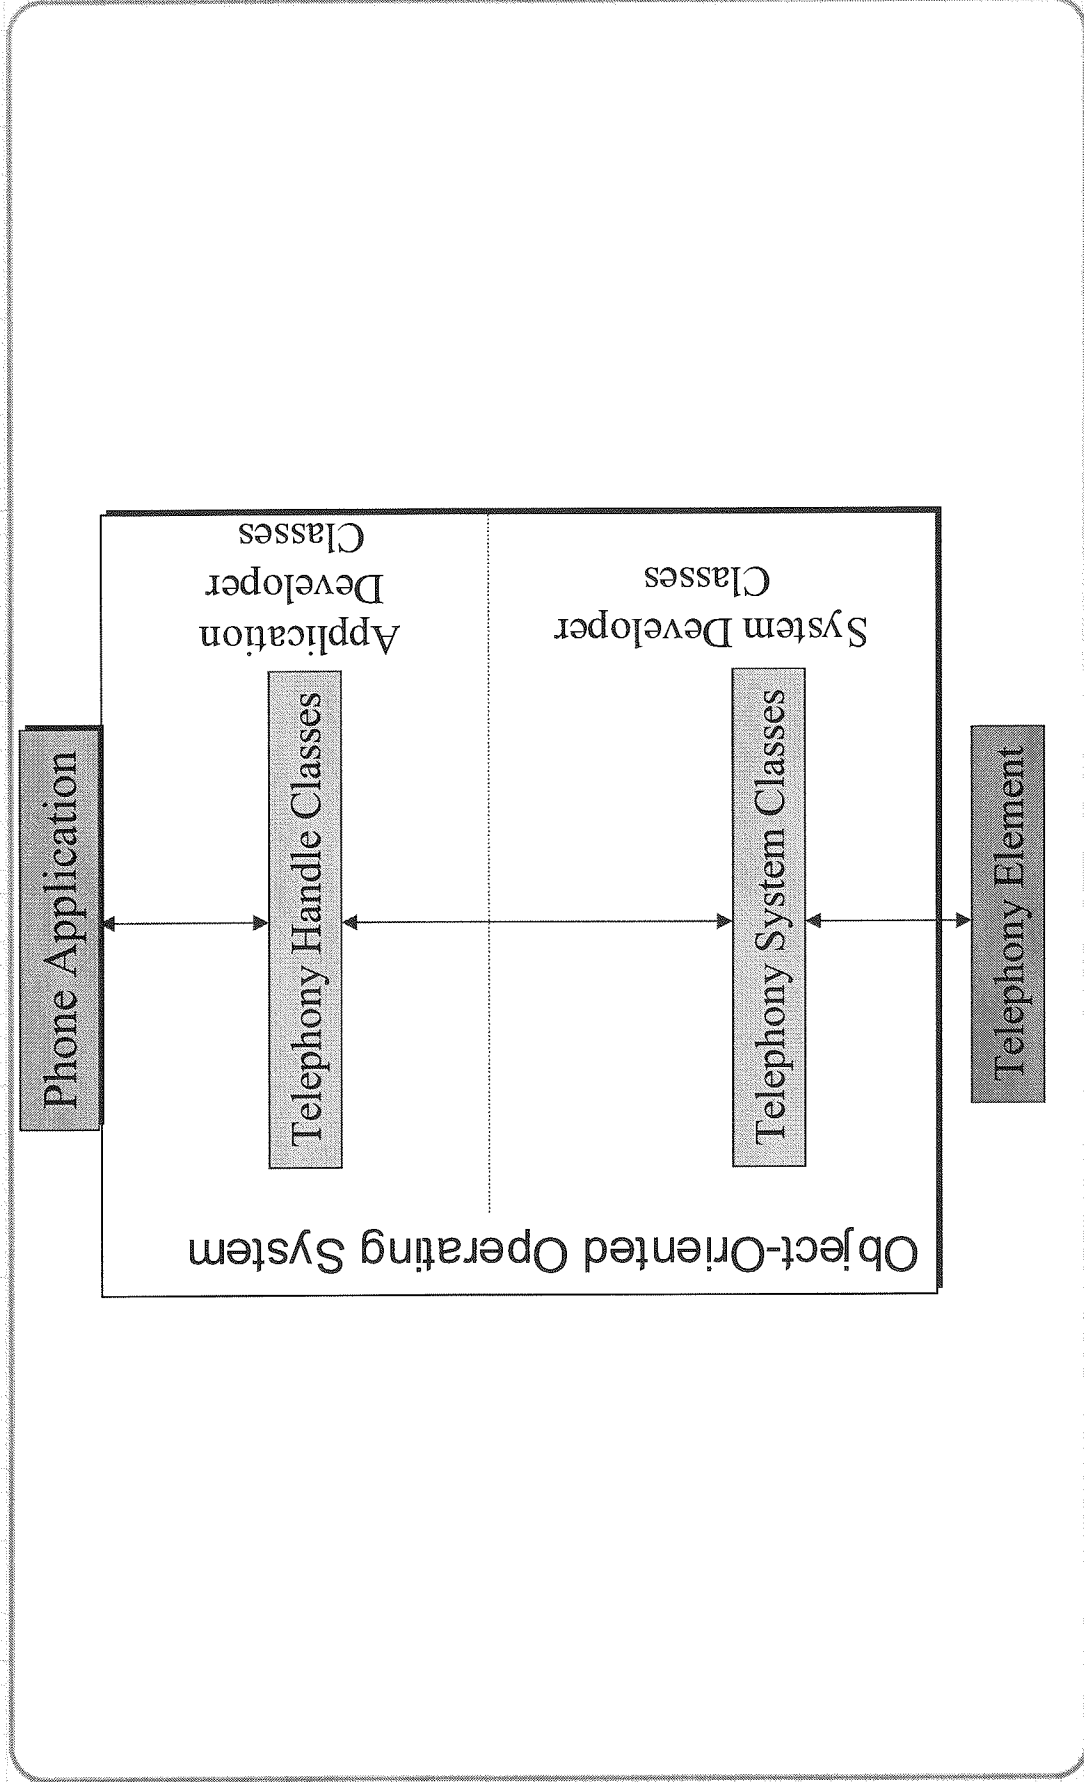 Phone Application
Object-Oriented Operating System
Telephony Handle Classes
Application
Developer
Classes
Telephony System Classes
System Developer
Classes
Telephony Element